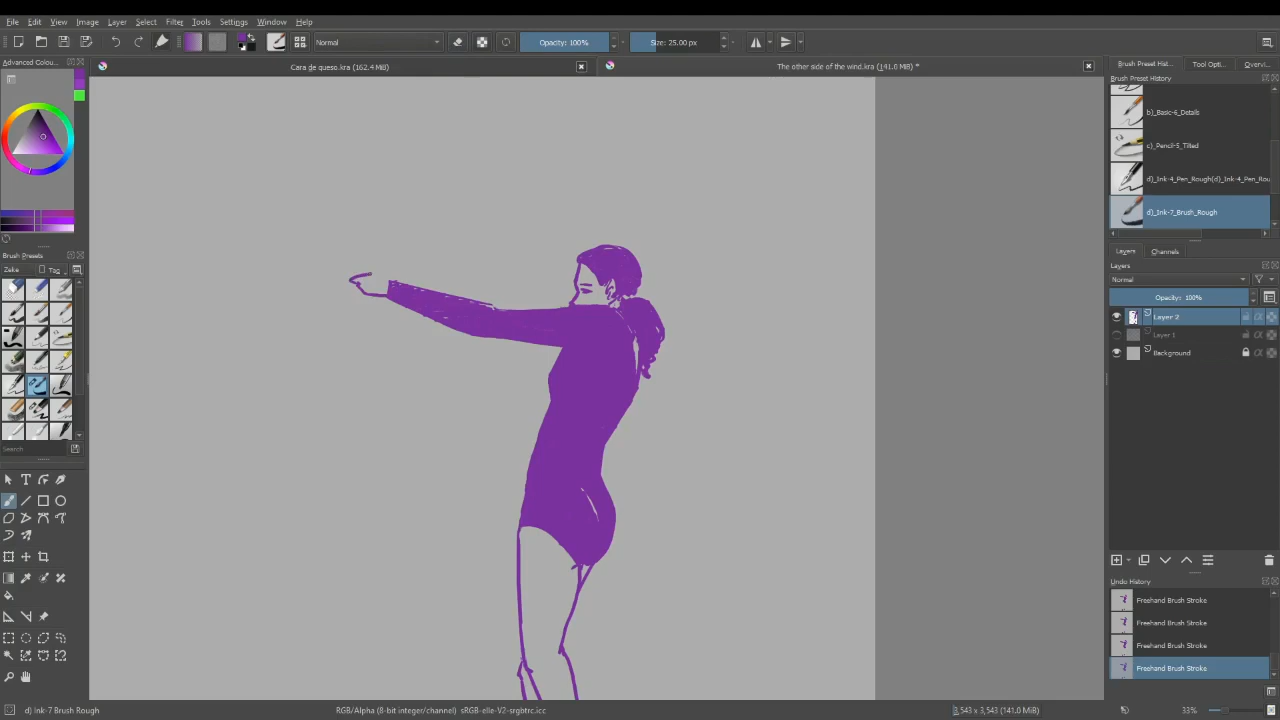 File Edit View Image Layer Select Filter Tools Settings Window Help
Normal
Opacity: 100%
Size: 25.00 px
Advanced Colou...
Cara de queso.kra (162.4 MiB)
The other side of the wind.kra (141.0 MiB) *
Brush Preset Hist...
Tool Opti...
Overvi...
Brush Preset History
b)_Basic-6_Details
c)_Pencil-5_Tilted
d)_Ink-4_Pen_Rough(d)_Ink-4_Pen_Rou
d)_Ink-7_Brush_Rough
Brush Presets
Zeke
Tag
Search
Layers
Channels
Layers
Normal
Opacity: 100%
Layer 2
Layer 1
Background
Undo History
Freehand Brush Stroke
Freehand Brush Stroke
Freehand Brush Stroke
Freehand Brush Stroke
d) Ink-7 Brush Rough
RGB/Alpha (8-bit integer/channel) sRGB-elle-V2-srgbtrc.icc
3,543 x 3,543 (141.0 MiB)
33%